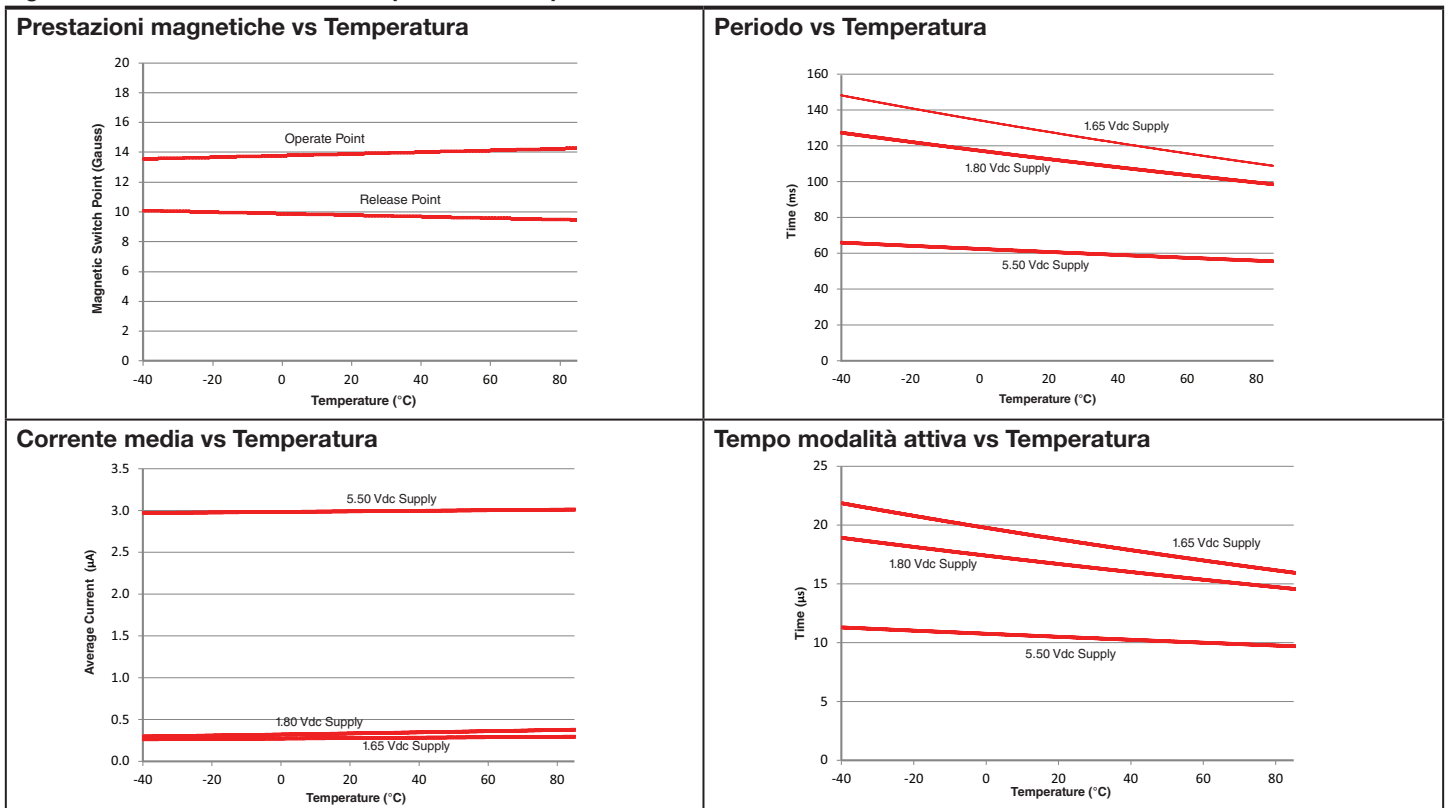 Prestazioni magnetiche vs Temperatura
20
18
16
14
12
10
8
6
4
2
0
Magnetic Switch Point (Gauss)
Operate Point
Release Point
-40 -20 0 20 40 60 80
Temperature (°C)
Periodo vs Temperatura
160
140
120
100
80
60
40
20
0
Time (ms)
1.65 Vdc Supply
1.80 Vdc Supply
5.50 Vdc Supply
-40 -20 0 20 40 60 80
Temperature (°C)
Corrente media vs Temperatura
3.5
3.0
2.5
2.0
1.5
1.0
0.5
0.0
Average Current (µA)
5.50 Vdc Supply
1.80 Vdc Supply
1.65 Vdc Supply
-40 -20 0 20 40 60 80
Temperature (°C)
Tempo modalità attiva vs Temperatura
25
20
15
10
5
0
Time (µs)
1.65 Vdc Supply
1.80 Vdc Supply
5.50 Vdc Supply
-40 -20 0 20 40 60 80
Temperature (°C)